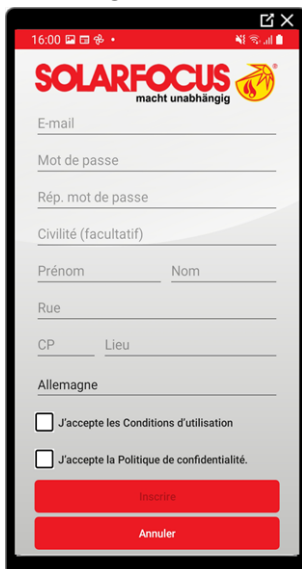 16:00
SOLARFOCUS
macht unabhängig
E-mail
Mot de passe
Rép. mot de passe
Civilité (facultatif)
Prénom Nom
Rue
CP Lieu
Allemagne
J'accepte les Conditions d'utilisation
J'accepte la Politique de confidentialité.
Inscrire
Annuler